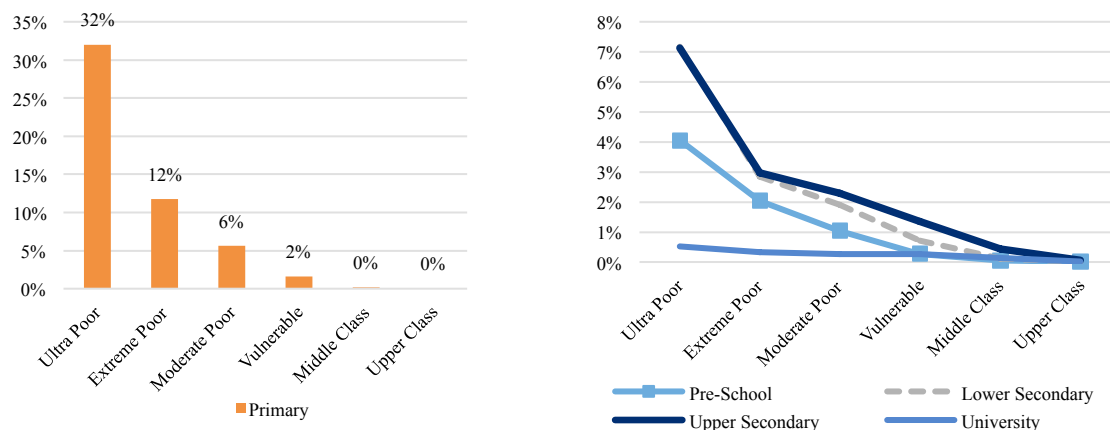 35%
30%
25%
20%
15%
10%
5%
0%
32%
12%
6%
2%
0%
0%
Ultra Poor
Extreme Poor
Moderate Poor
Vulnerable
Middle Class
Upper Class
Primary
8%
7%
6%
5%
4%
3%
2%
1%
0%
Ultra Poor
Extreme Poor
Moderate Poor
Vulnerable
Middle Class
Upper Class
Pre-School
Lower Secondary
Upper Secondary
University